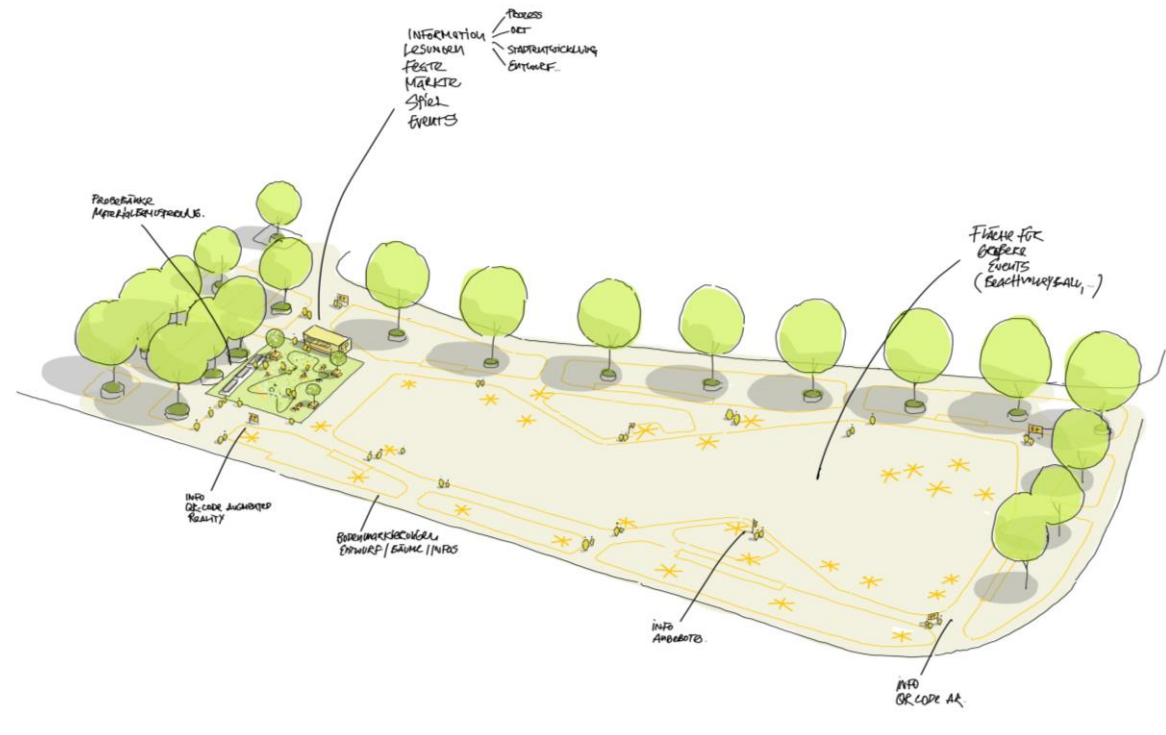 INFORMATION
LESUNGEN
FESTE
MÄRKTE
SPIEL
EVENTS
PROZESS
ORT
STADTENTWICKLUNG
ENTWURF...
PROBEBÄNKE
MATERIALBEMUSTERUNG.
FLÄCHE FÜR
GRÖßERE
EVENTS
(BEACHVOLLEYBALL, ...)
INFO
QR-CODE AUGMENTED
REALITY
BODENMARKIERUNGEN
ENTWURF / BÄUME / INFOS
INFO
ANGEBOTE.
INFO
QR CODE AR.